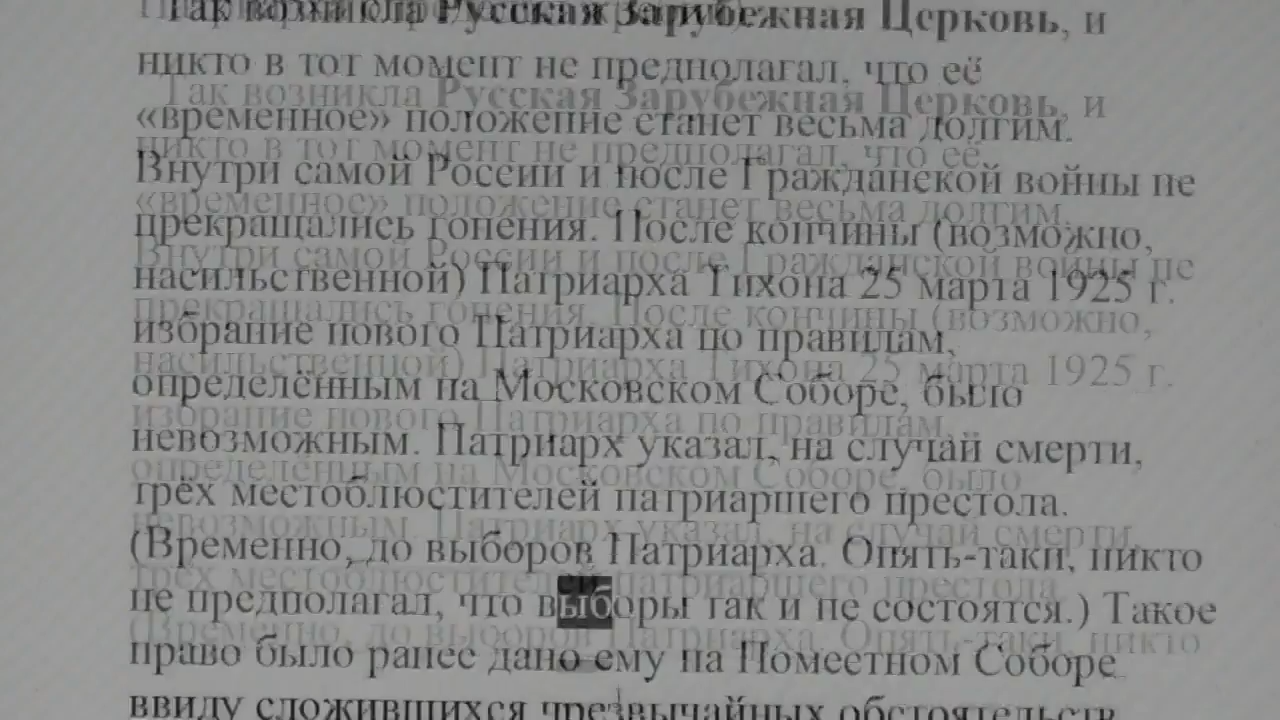 Так возникла Русская Зарубежная Церковь, и
никто в тот момент не предполагал, что её
«временное» положение станет весьма долгим.
Внутри самой России и после Гражданской войны не
прекращались гонения. После кончины (возможно,
насильственной) Патриарха Тихона 25 марта 1925 г.
избрание нового Патриарха по правилам,
определённым на Московском Соборе, было
невозможным. Патриарх указал, на случай смерти,
трёх местоблюстителей патриаршего престола.
(Временно, до выборов Патриарха. Опять-таки, никто
не предполагал, что выборы так и не состоятся.) Такое
право было ранее дано ему на Поместном Соборе
ввиду сложившихся чрезвычайных обстоятельств